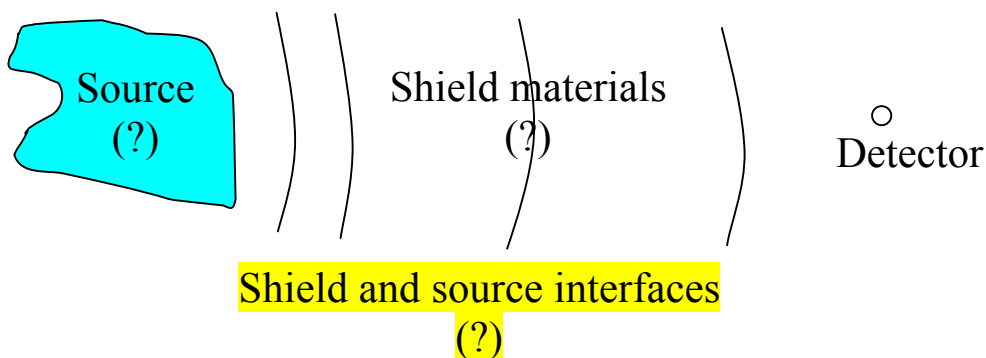 Source
(?)
Shield materials
(?)
Detector
Shield and source interfaces
(?)